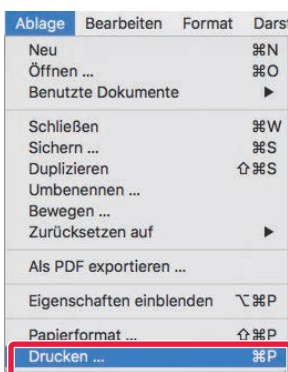 Ablage Bearbeiten Format Dars
Neu ⌘N
Öffnen ... ⌘O
Benutzte Dokumente ▶
Schließen ⌘W
Sichern ... ⌘S
Duplizieren ⇧⌘S
Umbenennen ...
Bewegen ...
Zurücksetzen auf ▶
Als PDF exportieren ...
Eigenschaften einblenden ⌥⌘P
Papierformat ... ⇧⌘P
Drucken ... ⌘P